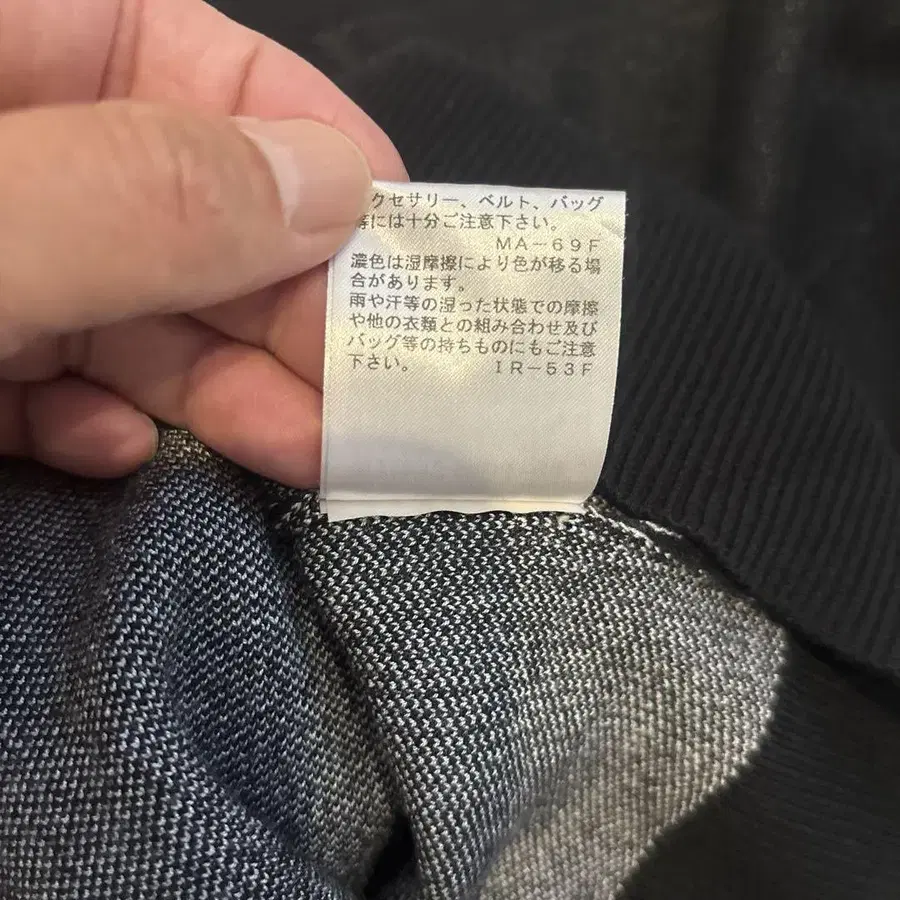 クセサリー、ベルト、バッグ
等には十分ご注意下さい。
MA-69F
濃色は湿摩擦により色が移る場
合があります。
雨や汗等の湿った状態での摩擦
や他の衣類との組み合わせ及び
バッグ等の持ちものにもご注意
下さい。 IR-53F